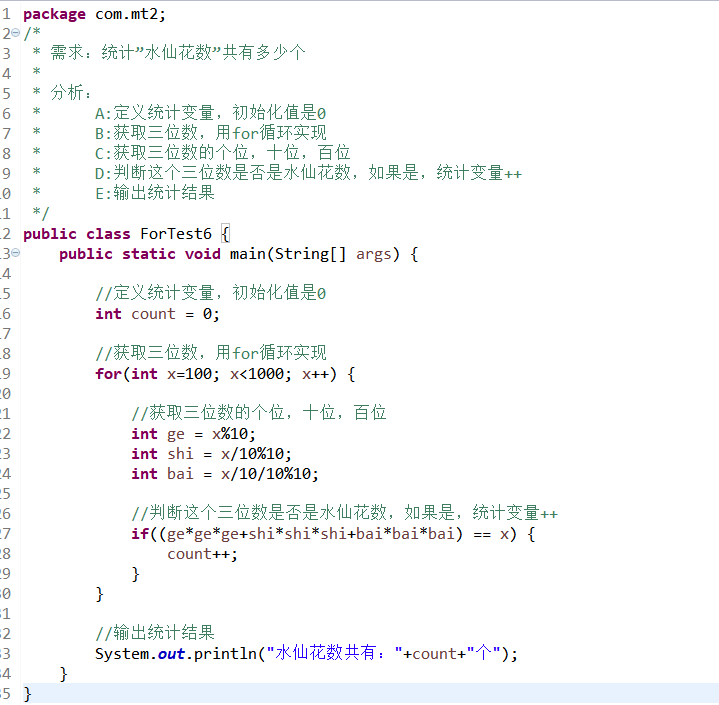 1 package com.mt2;
2 /*
3  * 需求：统计”水仙花数”共有多少个
4  *
5  * 分析：
6  *      A:定义统计变量，初始化值是0
7  *      B:获取三位数，用for循环实现
8  *      C:获取三位数的个位，十位，百位
9  *      D:判断这个三位数是否是水仙花数，如果是，统计变量++
.0  *      E:输出统计结果
.1  */
.2 public class ForTest6 {
.3     public static void main(String[] args) {
.4
.5         //定义统计变量，初始化值是0
.6         int count = 0;
.7
.8         //获取三位数，用for循环实现
.9         for(int x=100; x<1000; x++) {
20
21             //获取三位数的个位，十位，百位
22             int ge = x%10;
23             int shi = x/10%10;
24             int bai = x/10/10%10;
25
26             //判断这个三位数是否是水仙花数，如果是，统计变量++
27             if((ge*ge*ge+shi*shi*shi+bai*bai*bai) == x) {
28                 count++;
29             }
30         }
31
32         //输出统计结果
33         System.out.println("水仙花数共有："+count+"个");
34     }
35 }